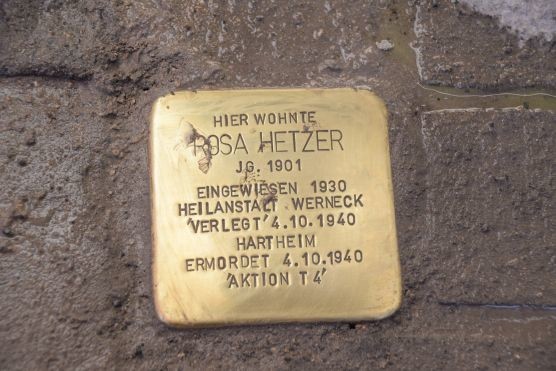 HIER WOHNTE
ROSA HETZER
JG. 1901
EINGEWIESEN 1930
HEILANSTALT WERNECK
'VERLEGT' 4.10.1940
HARTHEIM
ERMORDET 4.10.1940
'AKTION T4'